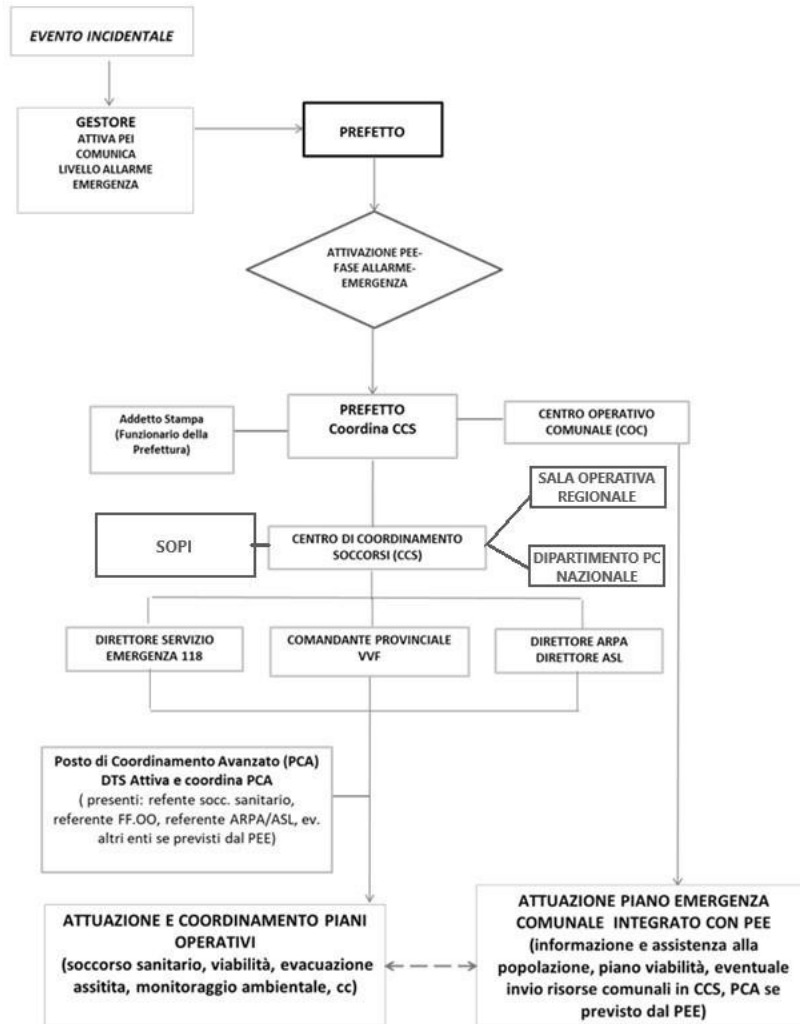 EVENTO INCIDENTALE
GESTORE
ATTIVA PEI
COMUNICA
LIVELLO ALLARME
EMERGENZA
PREFETTO
ATTIVAZIONE PEE-
FASE ALLARME-
EMERGENZA
Addetto Stampa
(Funzionario della
Prefettura)
PREFETTO
Coordina CCS
CENTRO OPERATIVO
COMUNALE (COC)
SALA OPERATIVA
REGIONALE
SOPI
CENTRO DI COORDINAMENTO
SOCCORSI (CCS)
DIPARTIMENTO PC
NAZIONALE
DIRETTORE SERVIZIO
EMERGENZA 118
COMANDANTE PROVINCIALE
VVF
DIRETTORE ARPA
DIRETTORE ASL
Posto di Coordinamento Avanzato (PCA)
DTS Attiva e coordina PCA
( presenti: refente socc. sanitario,
referente FF.OO, referente ARPA/ASL, ev.
altri enti se previsti dal PEE)
ATTUAZIONE E COORDINAMENTO PIANI
OPERATIVI
(soccorso sanitario, viabilità, evacuazione
assitita, monitoraggio ambientale, cc)
ATTUAZIONE PIANO EMERGENZA
COMUNALE INTEGRATO CON PEE
(informazione e assistenza alla
popolazione, piano viabilità, eventuale
invio risorse comunali in CCS, PCA se
previsto dal PEE)